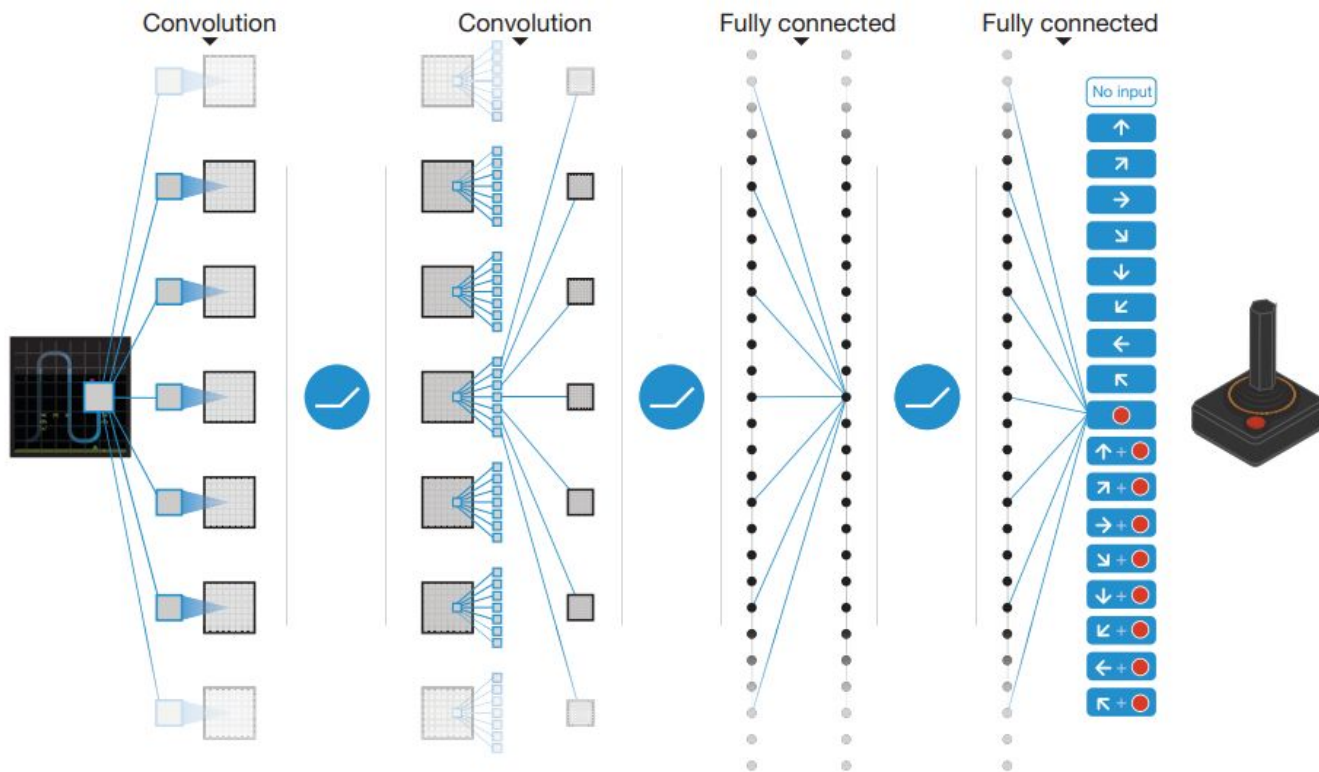 Convolution
Convolution
Fully connected
Fully connected
No input
+
+
+
+
+
+
+
+